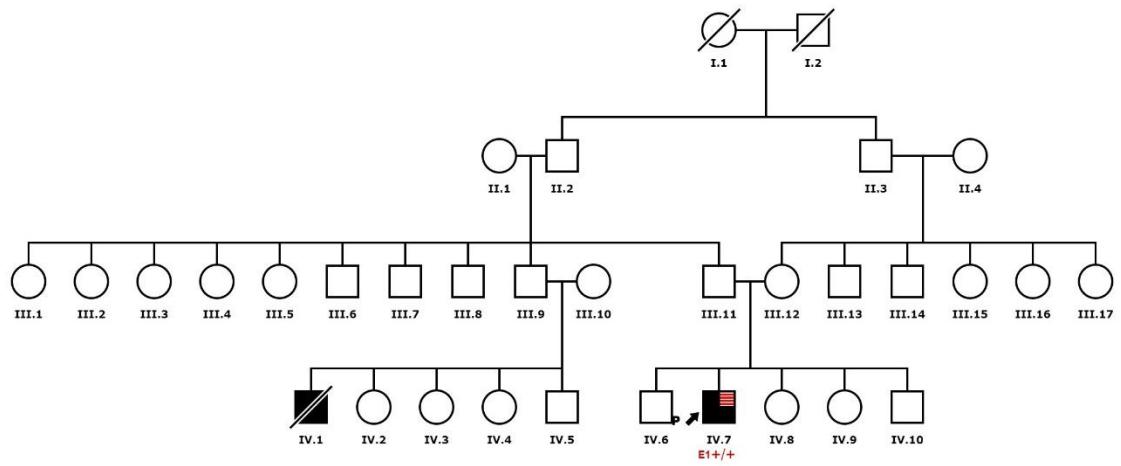 I.1 I.2
II.1 II.2 II.3 II.4
III.1 III.2 III.3 III.4 III.5 III.6 III.7 III.8 III.9 III.10 III.11 III.12 III.13 III.14 III.15 III.16 III.17
P
IV.1 IV.2 IV.3 IV.4 IV.5 IV.6 IV.7 IV.8 IV.9 IV.10
E1+/+